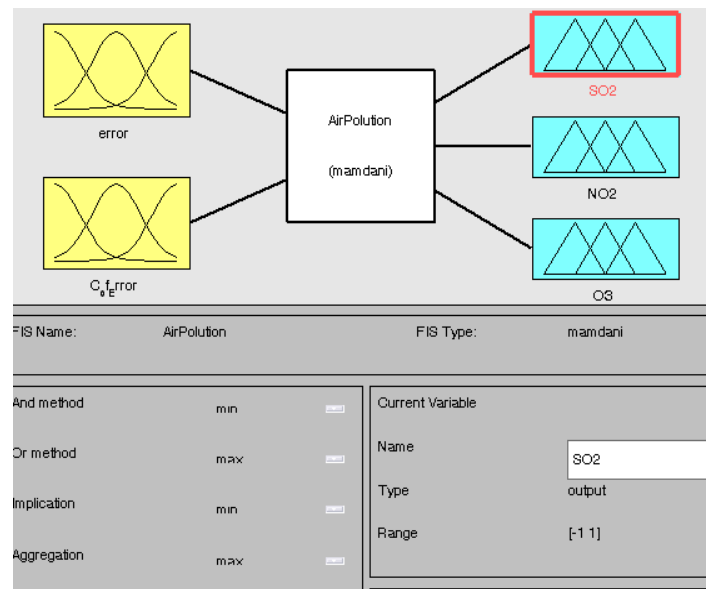 error
C_of_Error
AirPolution
(mamdani)
SO2
NO2
O3
FIS Name: AirPolution FIS Type: mamdani
And method min
Or method max
Implication min
Aggregation max
Current Variable
Name SO2
Type output
Range [-1 1]